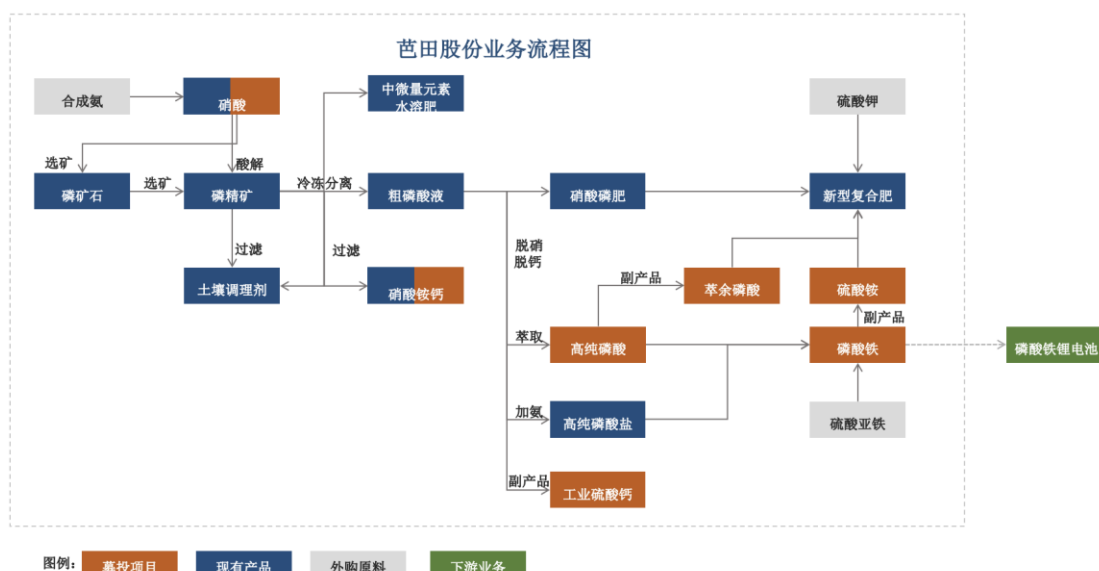 芭田股份业务流程图
合成氨
硝酸
中微量元素
水溶肥
硫酸钾
选矿
酸解
磷矿石
选矿
磷精矿
冷冻分离
粗磷酸液
硝酸磷肥
新型复合肥
过滤
过滤
脱硝
脱钙
土壤调理剂
硝酸铵钙
副产品
萃余磷酸
硫酸铵
副产品
萃取
高纯磷酸
磷酸铁
磷酸铁锂电池
加氨
高纯磷酸盐
硫酸亚铁
副产品
工业硫酸钙
图例：
募投项目
现有产品
外购原料
下游业务